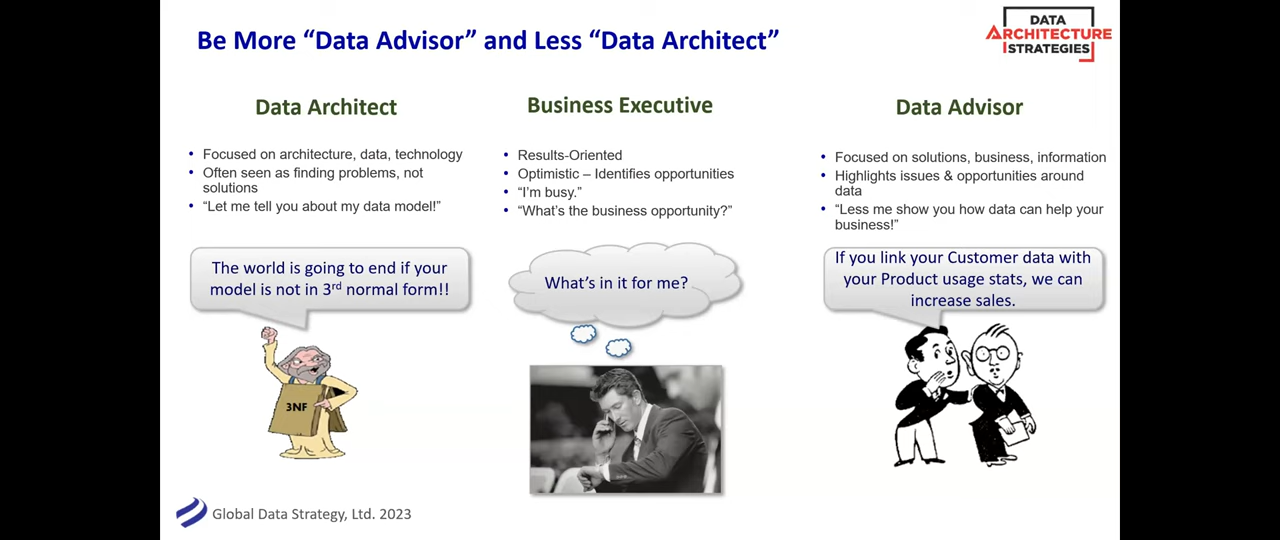 Be More “Data Advisor” and Less “Data Architect”
DATA
ARCHITECTURE
STRATEGIES
Data Architect
• Focused on architecture, data, technology
• Often seen as finding problems, not
solutions
• “Let me tell you about my data model!”
The world is going to end if your
model is not in 3rd normal form!!
3NF
Business Executive
• Results-Oriented
• Optimistic – Identifies opportunities
• “I’m busy.”
• “What’s the business opportunity?”
What’s in it for me?
Data Advisor
• Focused on solutions, business, information
• Highlights issues & opportunities around
data
• “Less me show you how data can help your
business!”
If you link your Customer data with
your Product usage stats, we can
increase sales.
Global Data Strategy, Ltd. 2023